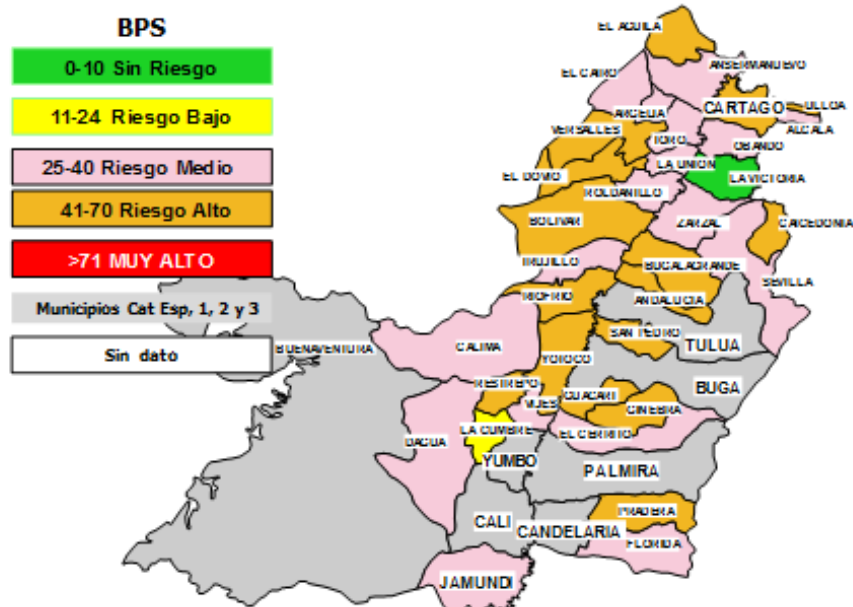 BPS
0-10 Sin Riesgo
11-24 Riesgo Bajo
25-40 Riesgo Medio
41-70 Riesgo Alto
>71 MUY ALTO
Municipios Cat Esp, 1, 2 y 3
Sin dato
EL AGUILA
ANSERMANUEVO
EL CAIRO
ARGELIA
CARTAGO
ULLOA
ALCALA
VERSALLES
TORO
OBANDO
LA UNION
LA VICTORIA
EL DOVIO
ROLDANILLO
BOLIVAR
ZARZAL
CAICEDONIA
TRUJILLO
BUGALAGRANDE
SEVILLA
RIOFRIO
ANDALUCIA
BUENAVENTURA
CALIMA
SAN PEDRO
TULUA
YOTOCO
RESTREPO
BUGA
VIJES
GUACARI
GINEBRA
DAGUA
LA CUMBRE
EL CERRITO
YUMBO
PALMIRA
PRADERA
CALI
CANDELARIA
FLORIDA
JAMUNDI